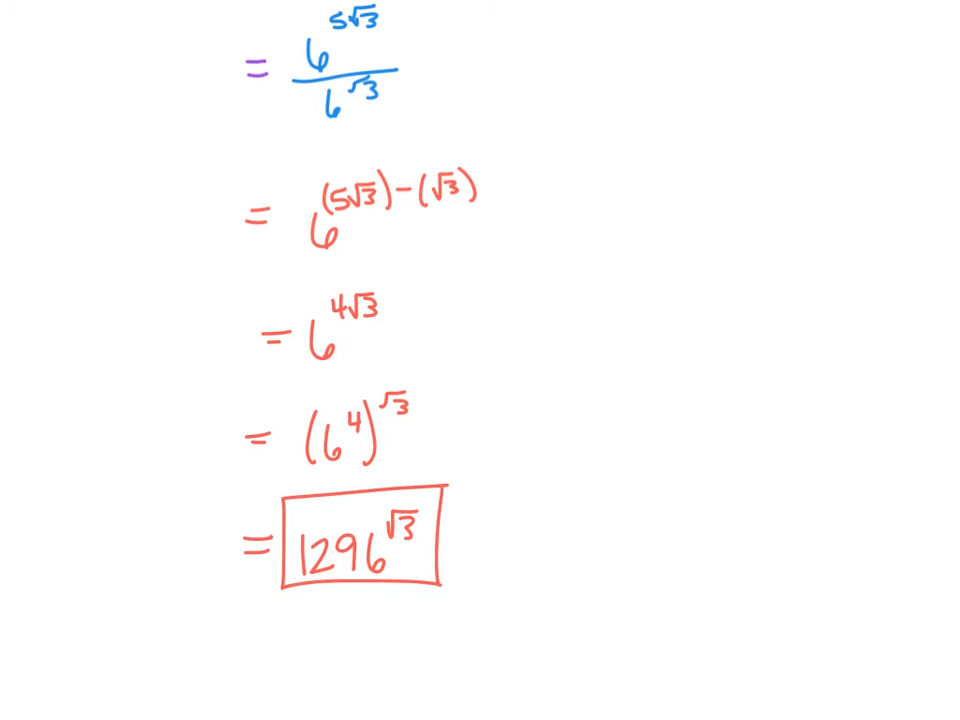 = 6^(5√3) / 6^(√3)
= 6^((5√3)-(√3))
= 6^(4√3)
= (6^4)^(√3)
= 1296^(√3)